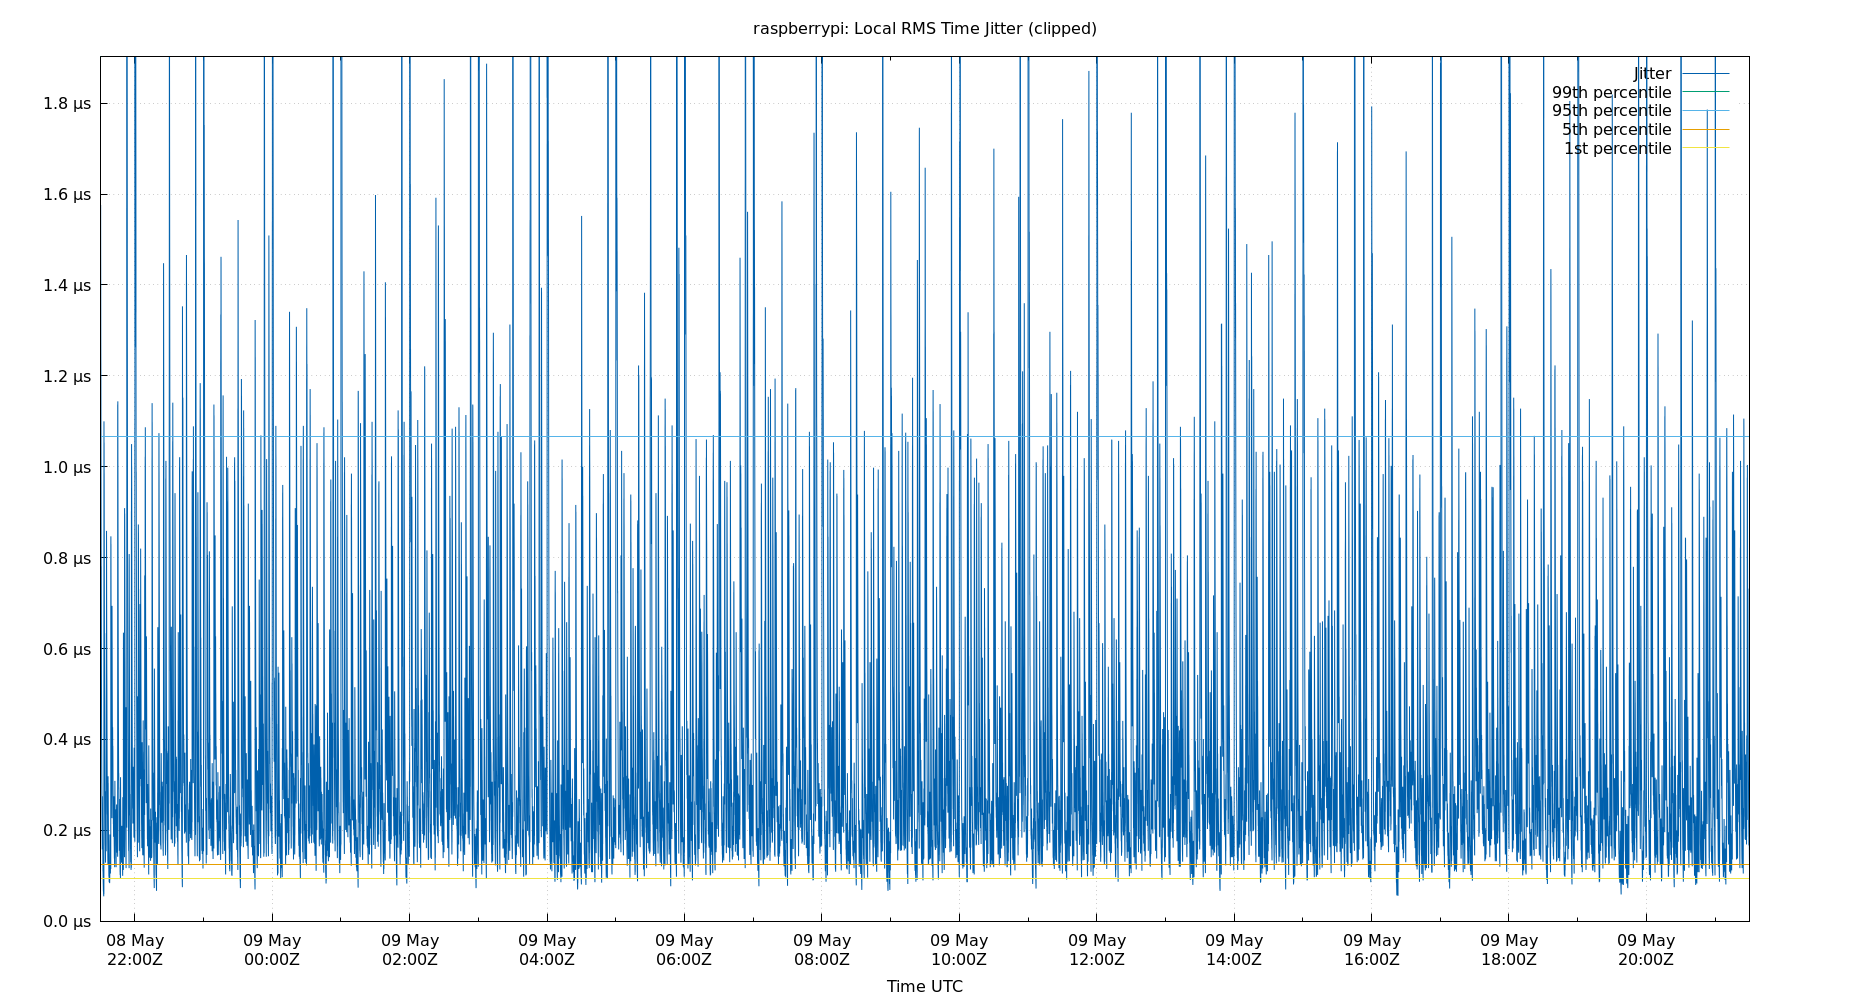 raspberrypi: Local RMS Time Jitter (clipped)
Jitter
99th percentile
95th percentile
5th percentile
1st percentile
1.8 μs
1.6 μs
1.4 μs
1.2 μs
1.0 μs
0.8 μs
0.6 μs
0.4 μs
0.2 μs
0.0 μs
08 May 09 May 09 May 09 May 09 May 09 May 09 May 09 May 09 May 09 May 09 May 09 May
22:00Z 00:00Z 02:00Z 04:00Z 06:00Z 08:00Z 10:00Z 12:00Z 14:00Z 16:00Z 18:00Z 20:00Z
Time UTC